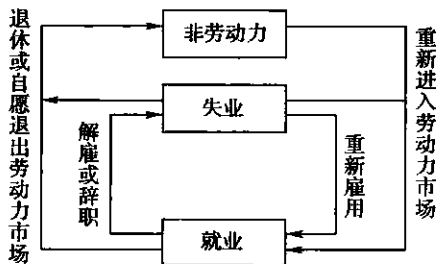 非劳动力
失业
就业
退休或自愿退出劳动力市场
解雇或辞职
重新雇用
重新进入劳动力市场